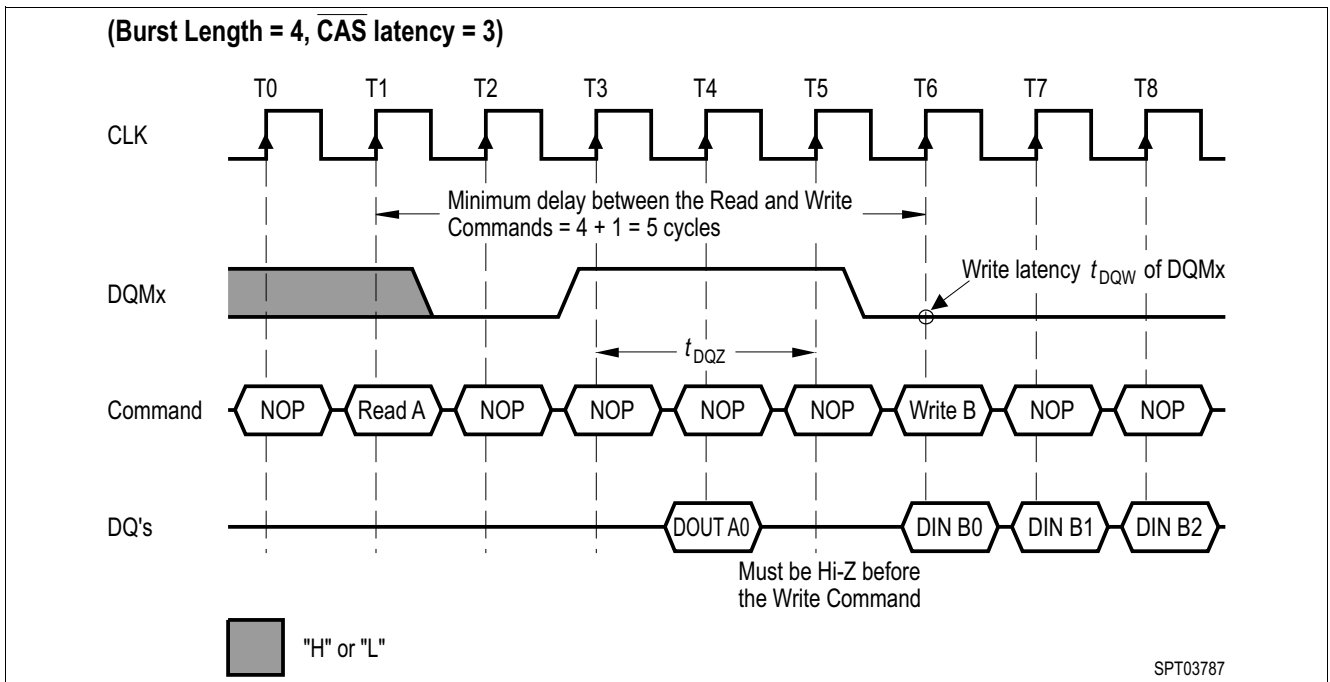 (Burst Length = 4, CAS latency = 3)
T0 T1 T2 T3 T4 T5 T6 T7 T8
CLK
Minimum delay between the Read and Write
Commands = 4 + 1 = 5 cycles
Write latency tDQW of DQMx
DQMx
tDQZ
Command NOP Read A NOP NOP NOP NOP Write B NOP NOP
DQ's DOUT A0 DIN B0 DIN B1 DIN B2
Must be Hi-Z before
the Write Command
"H" or "L"
SPT03787